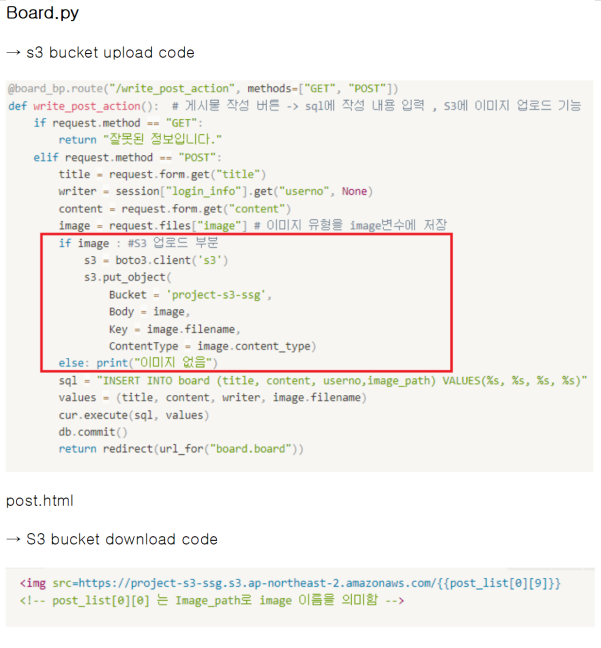 Board.py
→ s3 bucket upload code
@board_bp.route("/write_post_action", methods=["GET", "POST"])
def write_post_action():  # 게시물 작성 버튼 -> sql에 작성 내용 입력 , S3에 이미지 업로드 기능
    if request.method == "GET":
        return "잘못된 정보입니다."
    elif request.method == "POST":
        title = request.form.get("title")
        writer = session["login_info"].get("userno", None)
        content = request.form.get("content")
        image = request.files["image"] # 이미지 유형을 image변수에 저장
        if image : #S3 업로드 부분
            s3 = boto3.client('s3')
            s3.put_object(
                Bucket = 'project-s3-ssg',
                Body = image,
                Key = image.filename,
                ContentType = image.content_type)
        else: print("이미지 없음")
        sql = "INSERT INTO board (title, content, userno,image_path) VALUES(%s, %s, %s, %s)"
        values = (title, content, writer, image.filename)
        cur.execute(sql, values)
        db.commit()
        return redirect(url_for("board.board"))
post.html
→ S3 bucket download code
<img src=https://project-s3-ssg.s3.ap-northeast-2.amazonaws.com/{{post_list[0][9]}}
<!-- post_list[0][0] 는 Image_path로 image 이름을 의미함 -->